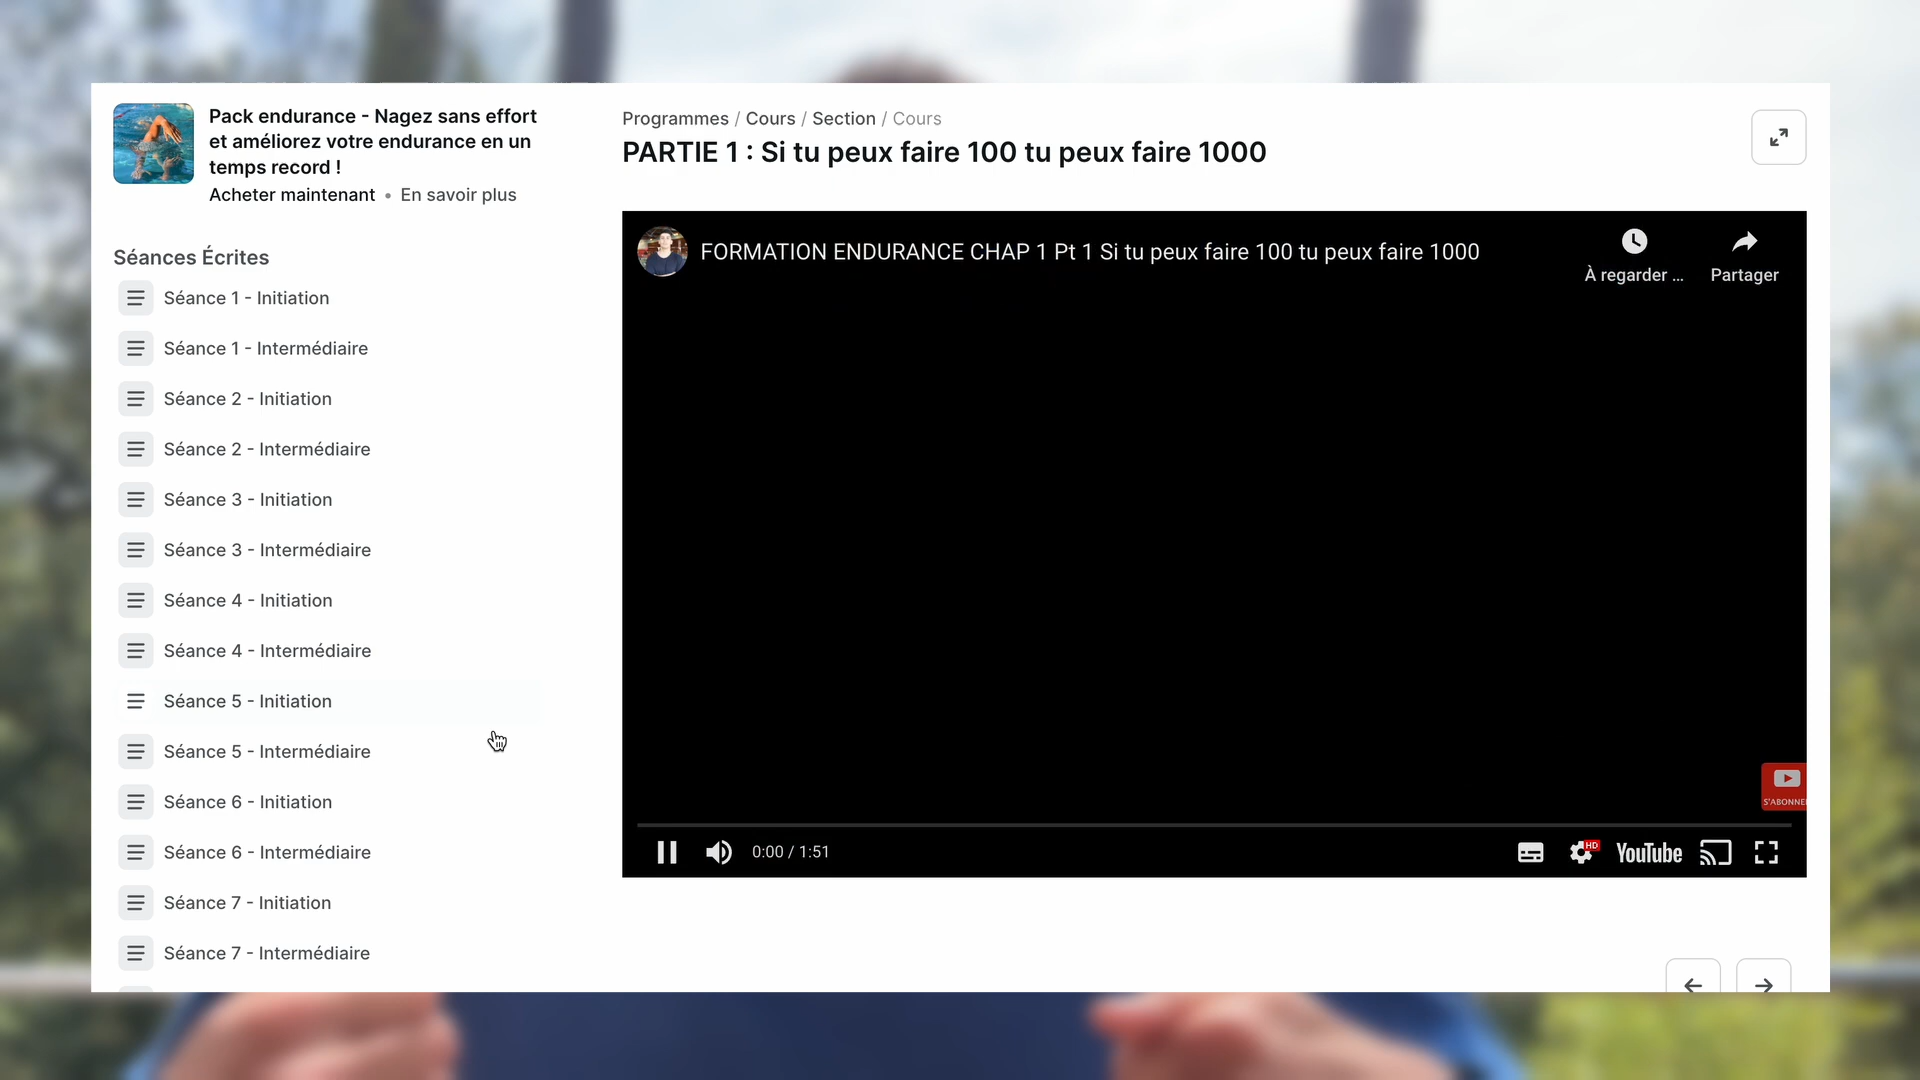 Pack endurance - Nagez sans effort
et améliorez votre endurance en un
temps record !
Acheter maintenant • En savoir plus
Séances Écrites
Séance 1 - Initiation
Séance 1 - Intermédiaire
Séance 2 - Initiation
Séance 2 - Intermédiaire
Séance 3 - Initiation
Séance 3 - Intermédiaire
Séance 4 - Initiation
Séance 4 - Intermédiaire
Séance 5 - Initiation
Séance 5 - Intermédiaire
Séance 6 - Initiation
Séance 6 - Intermédiaire
Séance 7 - Initiation
Séance 7 - Intermédiaire
Programmes / Cours / Section / Cours
PARTIE 1 : Si tu peux faire 100 tu peux faire 1000
FORMATION ENDURANCE CHAP 1 Pt 1 Si tu peux faire 100 tu peux faire 1000
À regarder ...
Partager
S'ABONNE
0:00 / 1:51
HD
YouTube